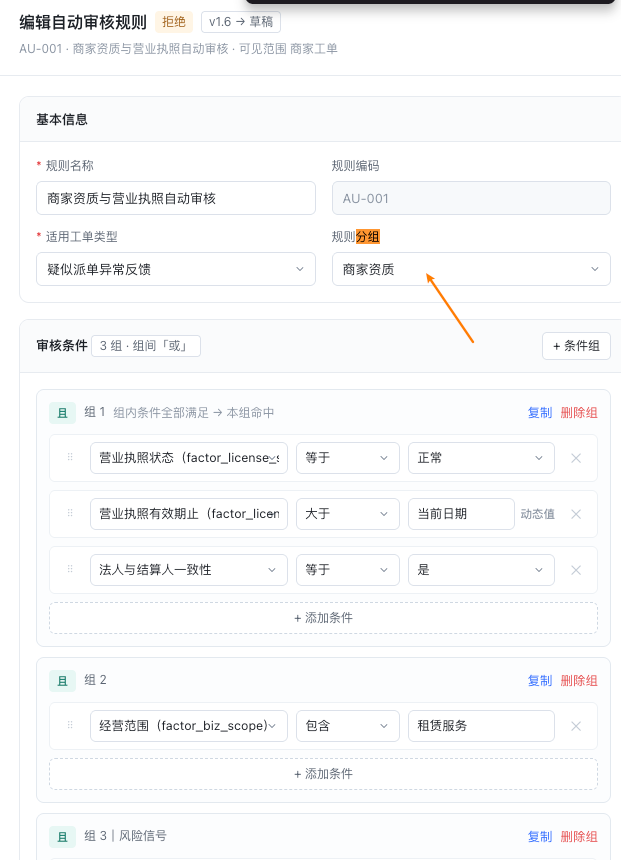 编辑自动审核规则 拒绝 v1.6 → 草稿
AU-001 · 商家资质与营业执照自动审核 · 可见范围 商家工单
基本信息
* 规则名称 规则编码
商家资质与营业执照自动审核 AU-001
* 适用工单类型 规则分组
疑似派单异常反馈 商家资质
审核条件 3 组 · 组间「或」 + 条件组
且 组 1 组内条件全部满足 → 本组命中 复制 删除组
营业执照状态（factor_license_s 等于 正常
营业执照有效期止（factor_licen 大于 当前日期 动态值
法人与结算人一致性 等于 是
+ 添加条件
且 组 2 复制 删除组
经营范围（factor_biz_scope） 包含 租赁服务
+ 添加条件
且 组 3｜风险信号 复制 删除组